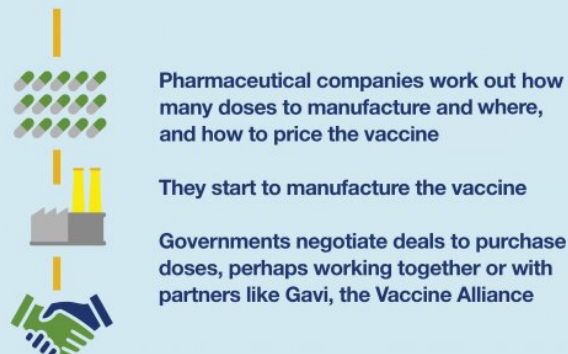 Pharmaceutical companies work out how
many doses to manufacture and where,
and how to price the vaccine
They start to manufacture the vaccine
Governments negotiate deals to purchase
doses, perhaps working together or with
partners like Gavi, the Vaccine Alliance